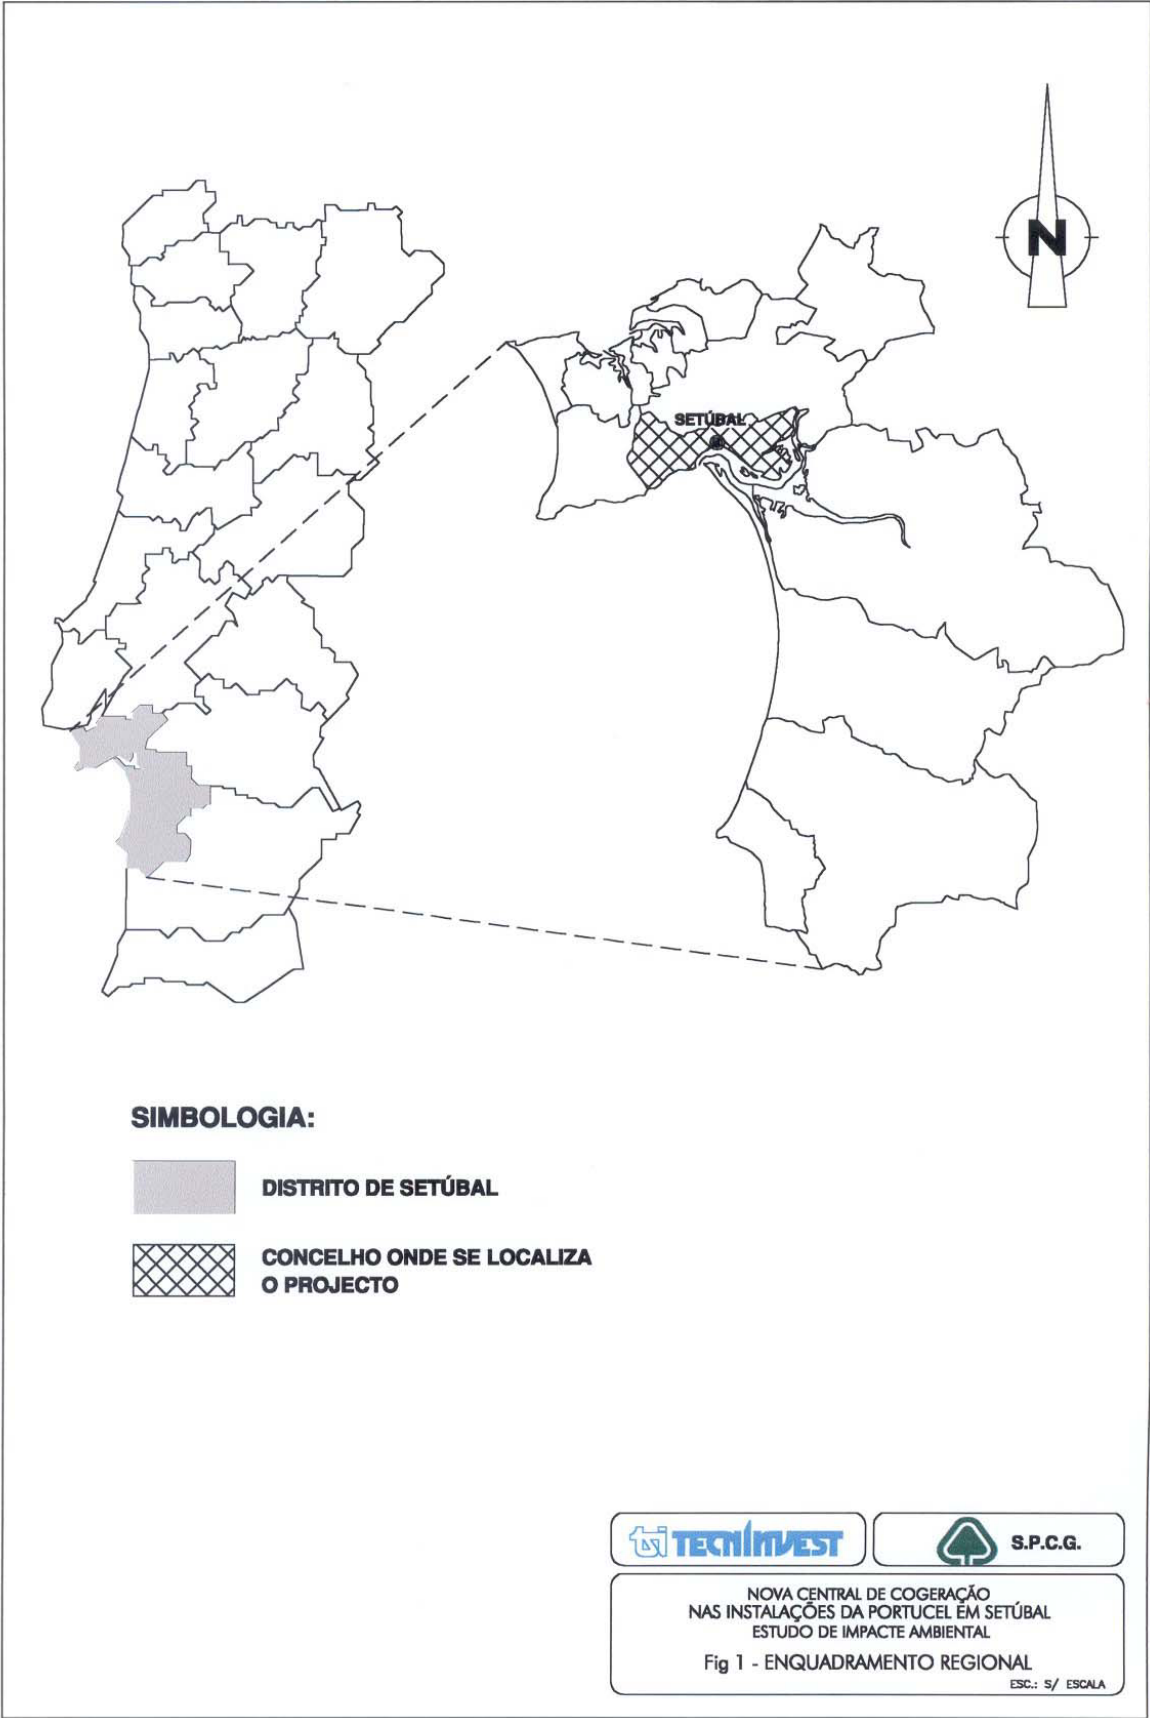 N
SETÚBAL
SIMBOLOGIA:
DISTRITO DE SETÚBAL
CONCELHO ONDE SE LOCALIZA
O PROJECTO
tsi TECNINVEST
S.P.C.G.
NOVA CENTRAL DE COGERAÇÃO
NAS INSTALAÇÕES DA PORTUCEL EM SETÚBAL
ESTUDO DE IMPACTE AMBIENTAL
Fig 1 - ENQUADRAMENTO REGIONAL
ESC.: S/ ESCALA